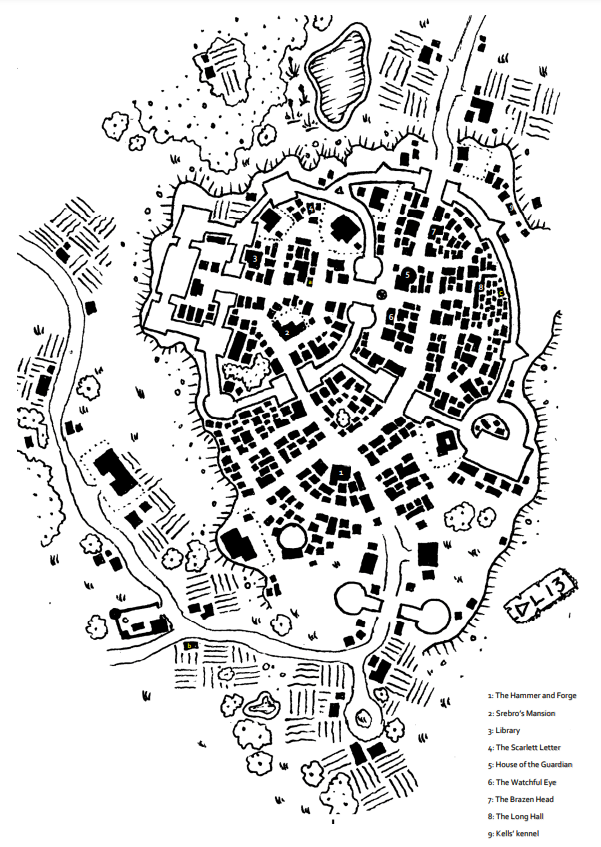 4
3
5
8
6
2
1
DL13
b
1: The Hammer and Forge
2: Srebro's Mansion
3: Library
4: The Scarlett Letter
5: House of the Guardian
6: The Watchful Eye
7: The Brazen Head
8: The Long Hall
9: Kells' kennel